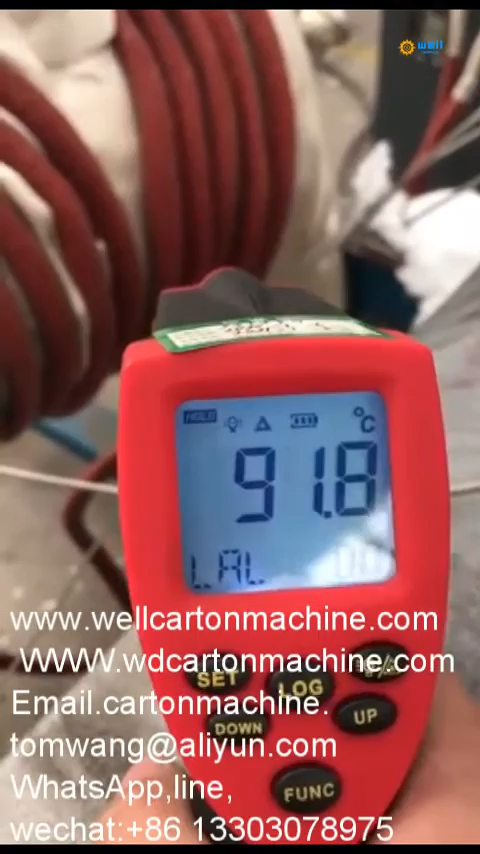 well
HOLD
°C
91.8
LAL
www.wellcartonmachine.com
WWW.wdcartonmachine.com
SET
LOG
Email.cartonmachine.
DOWN
UP
tomwang@aliyun.com
WhatsApp,line,
FUNC
wechat:+86 13303078975